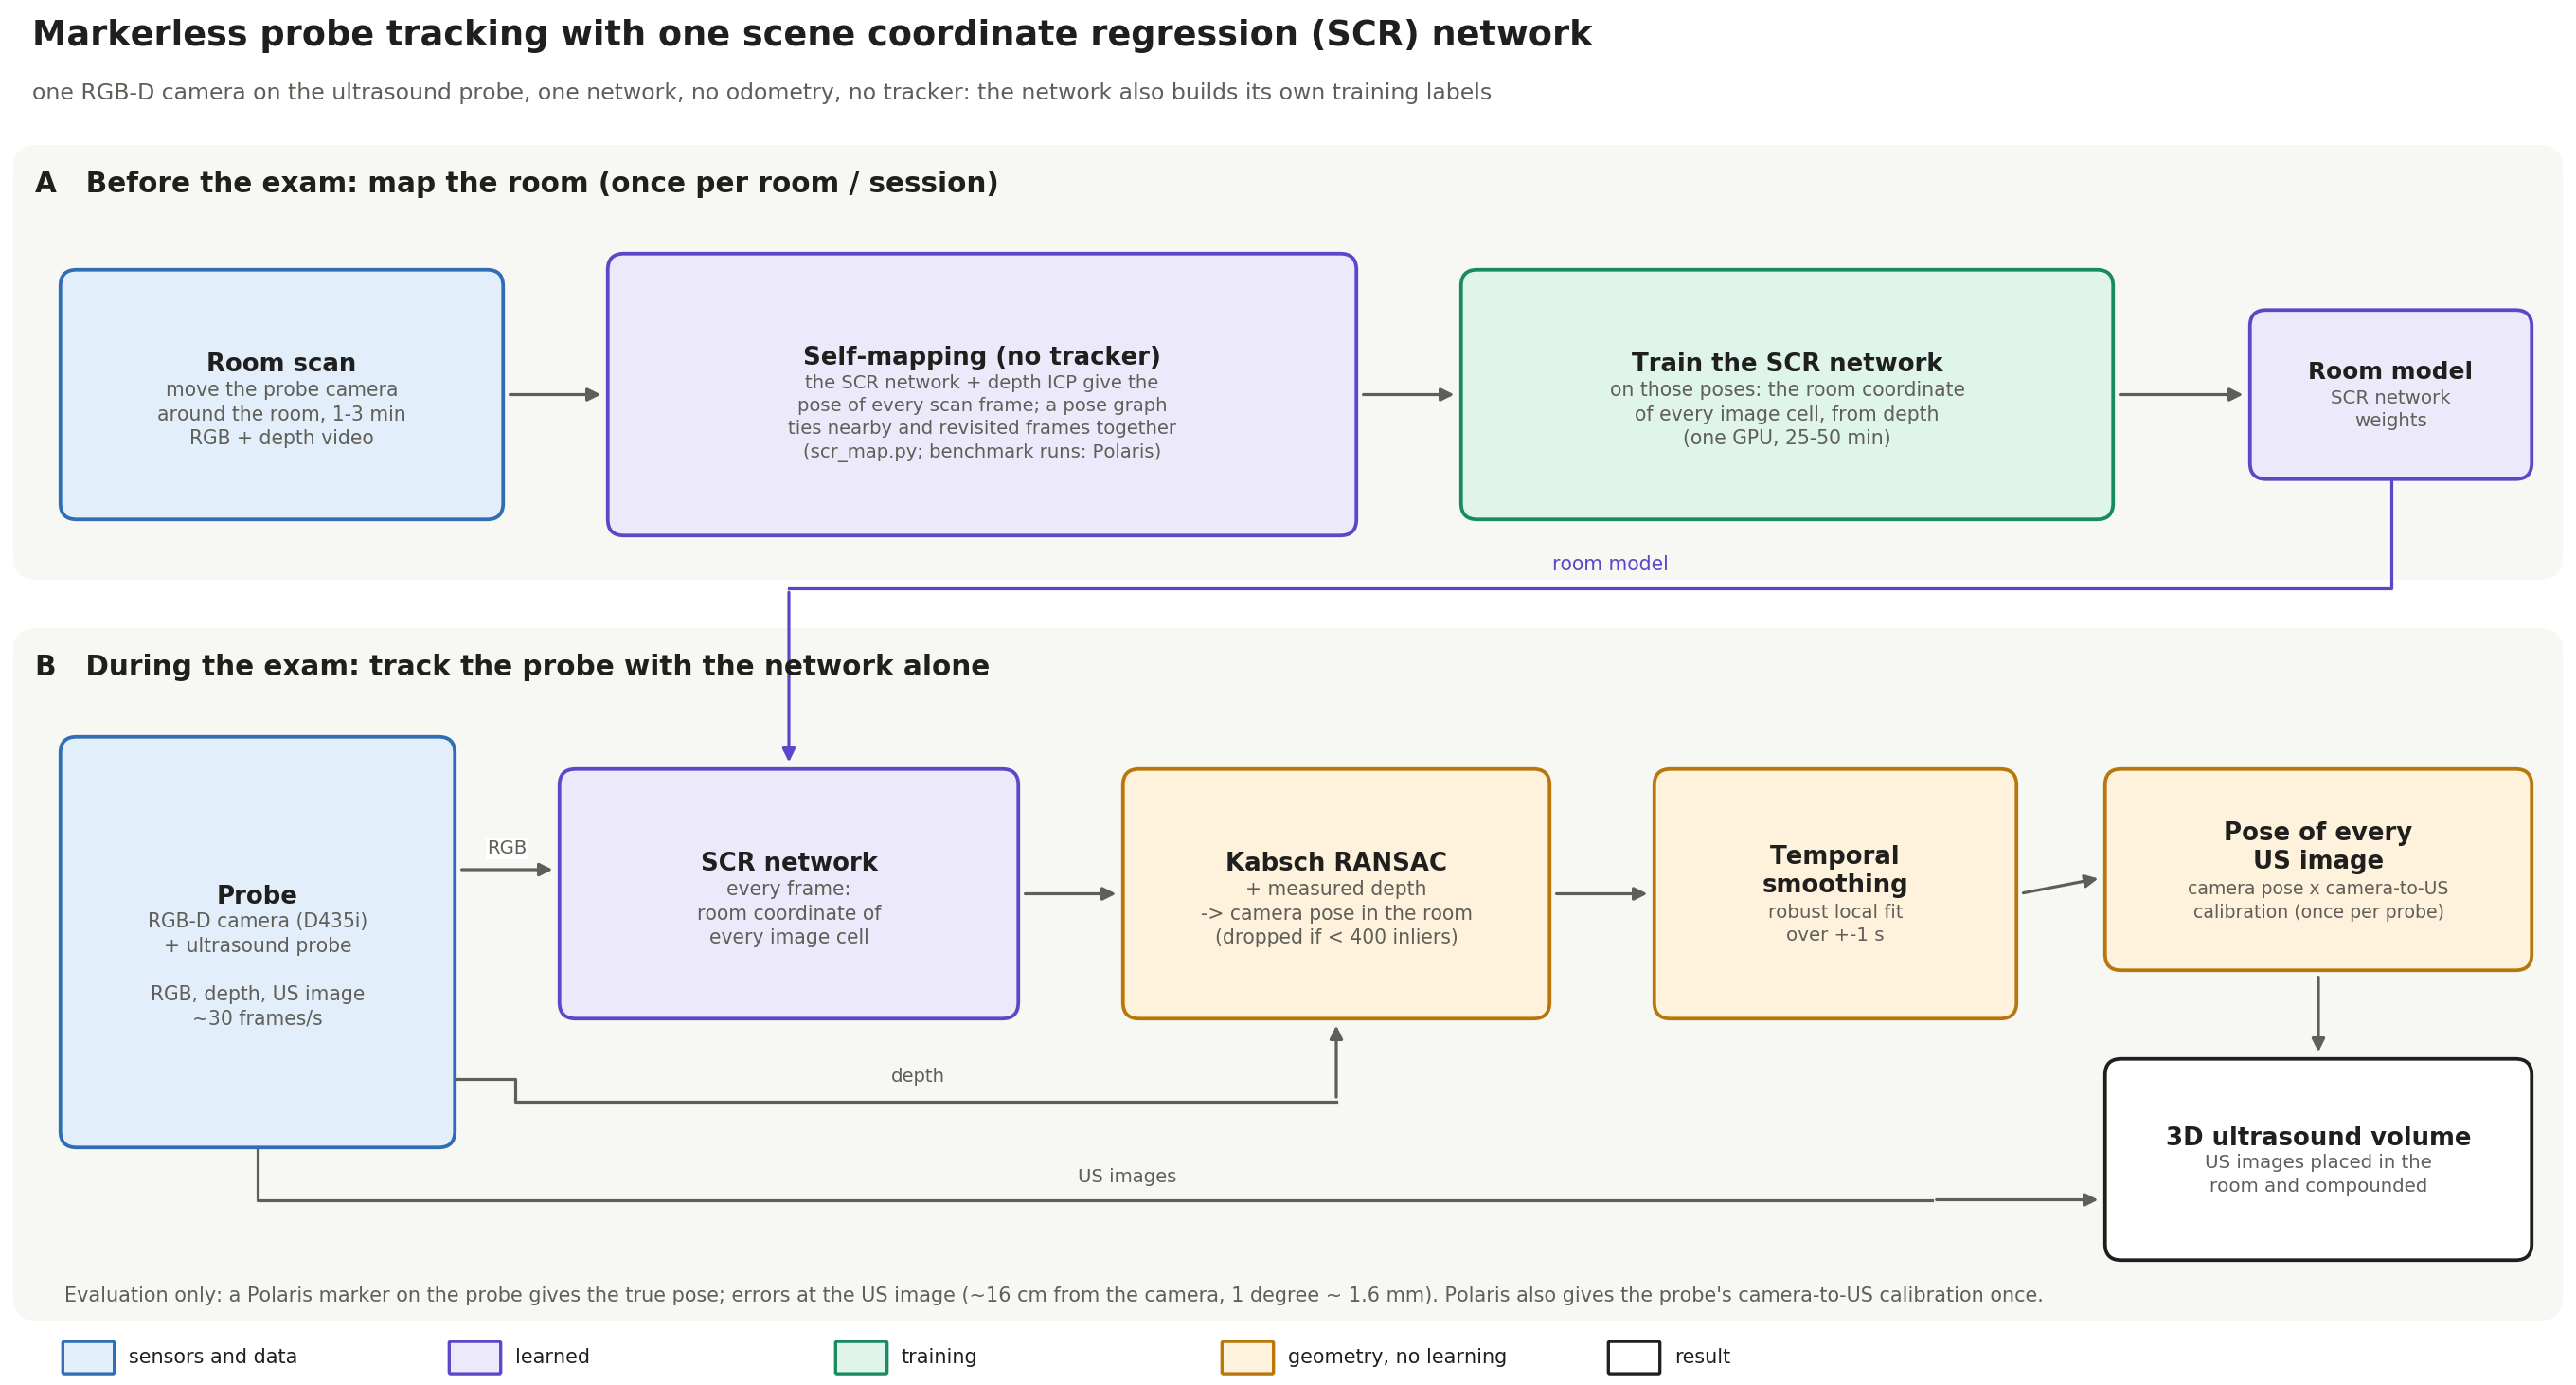 Markerless probe tracking with one scene coordinate regression (SCR) network
one RGB-D camera on the ultrasound probe, one network, no odometry, no tracker: the network also builds its own training labels
A Before the exam: map the room (once per room / session)
Room scan
move the probe camera
around the room, 1-3 min
RGB + depth video
Self-mapping (no tracker)
the SCR network + depth ICP give the
pose of every scan frame; a pose graph
ties nearby and revisited frames together
(scr_map.py; benchmark runs: Polaris)
Train the SCR network
on those poses: the room coordinate
of every image cell, from depth
(one GPU, 25-50 min)
Room model
SCR network
weights
room model
B During the exam: track the probe with the network alone
Probe
RGB-D camera (D435i)
+ ultrasound probe
RGB, depth, US image
~30 frames/s
RGB
SCR network
every frame:
room coordinate of
every image cell
Kabsch RANSAC
+ measured depth
-> camera pose in the room
(dropped if < 400 inliers)
Temporal
smoothing
robust local fit
over +-1 s
Pose of every
US image
camera pose x camera-to-US
calibration (once per probe)
depth
US images
3D ultrasound volume
US images placed in the
room and compounded
Evaluation only: a Polaris marker on the probe gives the true pose; errors at the US image (~16 cm from the camera, 1 degree ~ 1.6 mm). Polaris also gives the probe's camera-to-US calibration once.
sensors and data
learned
training
geometry, no learning
result